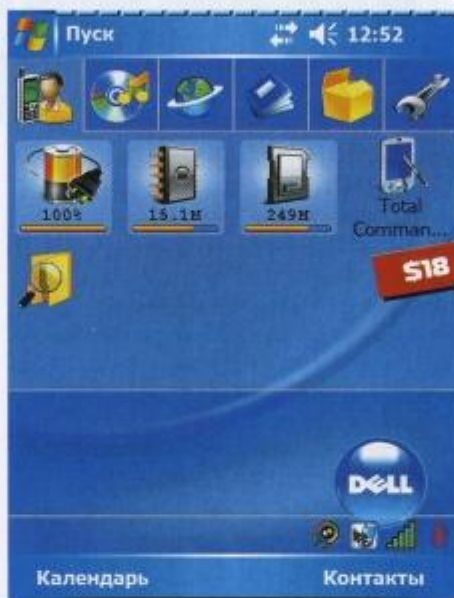 Пуск 12:52
100% 15.1M 249M Total
Comman...
$18
DELL
Календарь Контакты